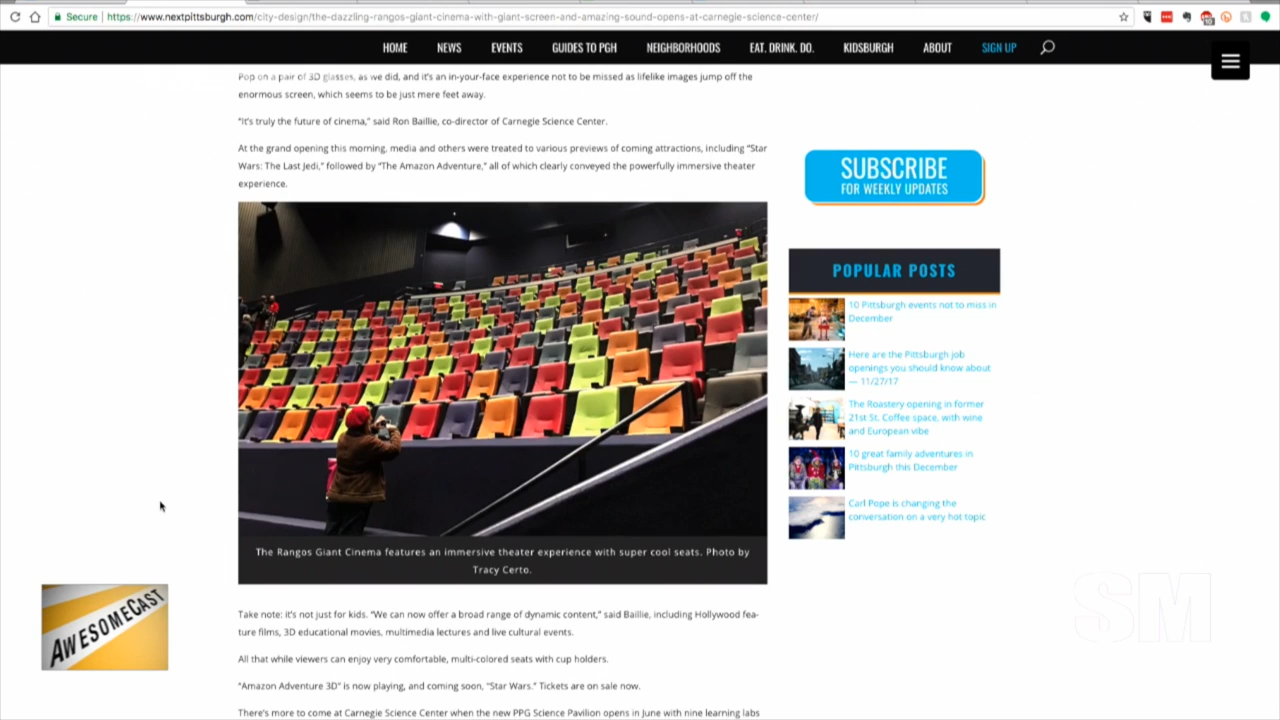 Secure
https://www.nextpittsburgh.com/city-design/the-dazzling-rangos-giant-cinema-with-giant-screen-and-amazing-sound-opens-at-carnegie-science-center/
HOME NEWS EVENTS GUIDES TO PGH NEIGHBORHOODS EAT. DRINK. DO. KIDSBURGH ABOUT SIGN UP
Pop on a pair of 3D glasses, as we did, and it's an in-your-face experience not to be missed as lifelike images jump off the
enormous screen, which seems to be just mere feet away.
"It's truly the future of cinema," said Ron Baillie, co-director of Carnegie Science Center.
At the grand opening this morning, media and others were treated to various previews of coming attractions, including "Star
Wars: The Last Jedi," followed by "The Amazon Adventure," all of which clearly conveyed the powerfully immersive theater
experience.
The Rangos Giant Cinema features an immersive theater experience with super cool seats. Photo by
Tracy Certo.
Take note: it's not just for kids. "We can now offer a broad range of dynamic content," said Baillie, including Hollywood fea-
ture films, 3D educational movies, multimedia lectures and live cultural events.
All that while viewers can enjoy very comfortable, multi-colored seats with cup holders.
"Amazon Adventure 3D" is now playing, and coming soon, "Star Wars." Tickets are on sale now.
There's more to come at Carnegie Science Center when the new PPG Science Pavilion opens in June with nine learning labs
SUBSCRIBE
FOR WEEKLY UPDATES
POPULAR POSTS
10 Pittsburgh events not to miss in
December
Here are the Pittsburgh job
openings you should know about
— 11/27/17
The Roastery opening in former
21st St. Coffee space, with wine
and European vibe
10 great family adventures in
Pittsburgh this December
Carl Pope is changing the
conversation on a very hot topic
AWESOMECAST
SM